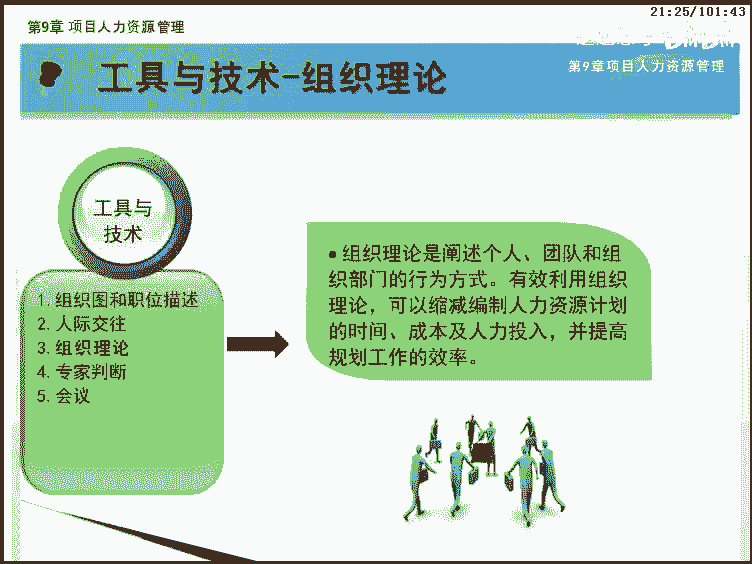 21:25/101:43
第9章 项目人力资源管理
工具与技术-组织理论
第9章项目人力资源管理
工具与
技术
1. 组织图和职位描述
2. 人际交往
3. 组织理论
4. 专家判断
5. 会议
• 组织理论是阐述个人、团队和组
织部门的行为方式。有效利用组织
理论，可以缩减编制人力资源计划
的时间、成本及人力投入，并提高
规划工作的效率。